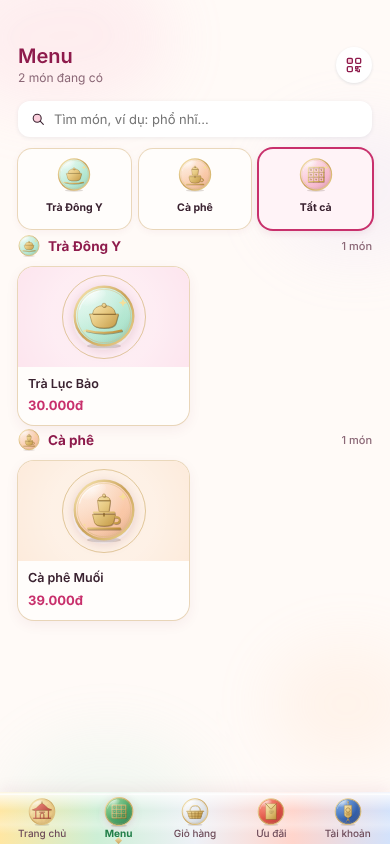 Menu
2 món đang có
Tìm món, ví dụ: phổ nhĩ...
Trà Đông Y
Cà phê
Tất cả
Trà Đông Y
1 món
Trà Lục Bảo
30.000đ
Cà phê
1 món
Cà phê Muối
39.000đ
Trang chủ
Menu
Giỏ hàng
Ưu đãi
Tài khoản